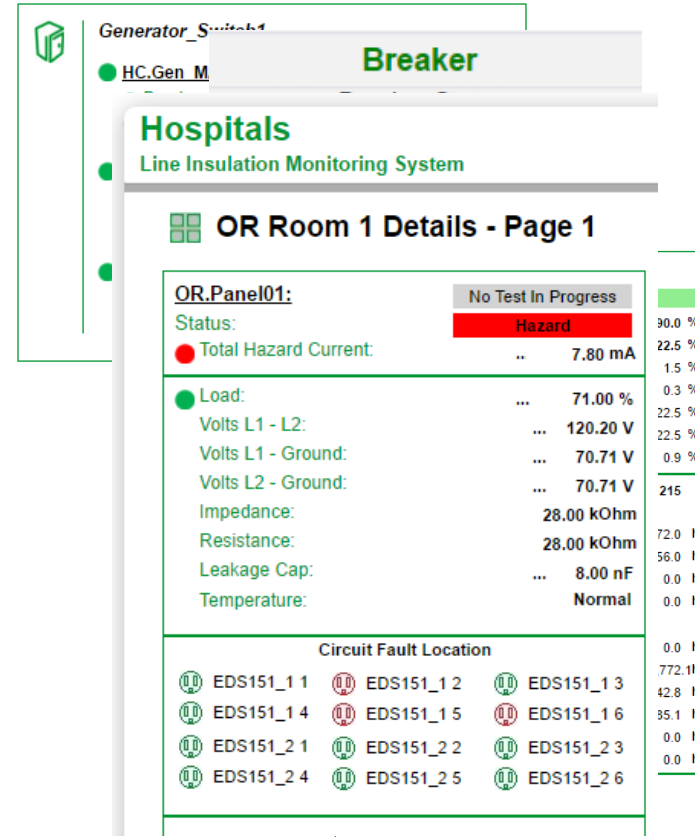 Generator_Switch1
HC.Gen_M
Breaker
Hospitals
Line Insulation Monitoring System
OR Room 1 Details - Page 1
OR.Panel01: No Test In Progress
Status: Hazard
Total Hazard Current: .. 7.80 mA
Load: ... 71.00 %
Volts L1 - L2: ... 120.20 V
Volts L1 - Ground: ... 70.71 V
Volts L2 - Ground: ... 70.71 V
Impedance: 28.00 kOhm
Resistance: 28.00 kOhm
Leakage Cap: ... 8.00 nF
Temperature: Normal
Circuit Fault Location
EDS151_1 1 EDS151_1 2 EDS151_1 3
EDS151_1 4 EDS151_1 5 EDS151_1 6
EDS151_2 1 EDS151_2 2 EDS151_2 3
EDS151_2 4 EDS151_2 5 EDS151_2 6
90.0 %
22.5 %
1.5 %
0.3 %
22.5 %
22.5 %
0.9 %
215
72.0 h
56.0 h
0.0 h
0.0 h
0.0 h
,772.1h
42.8 h
85.1 h
0.0 h
0.0 h